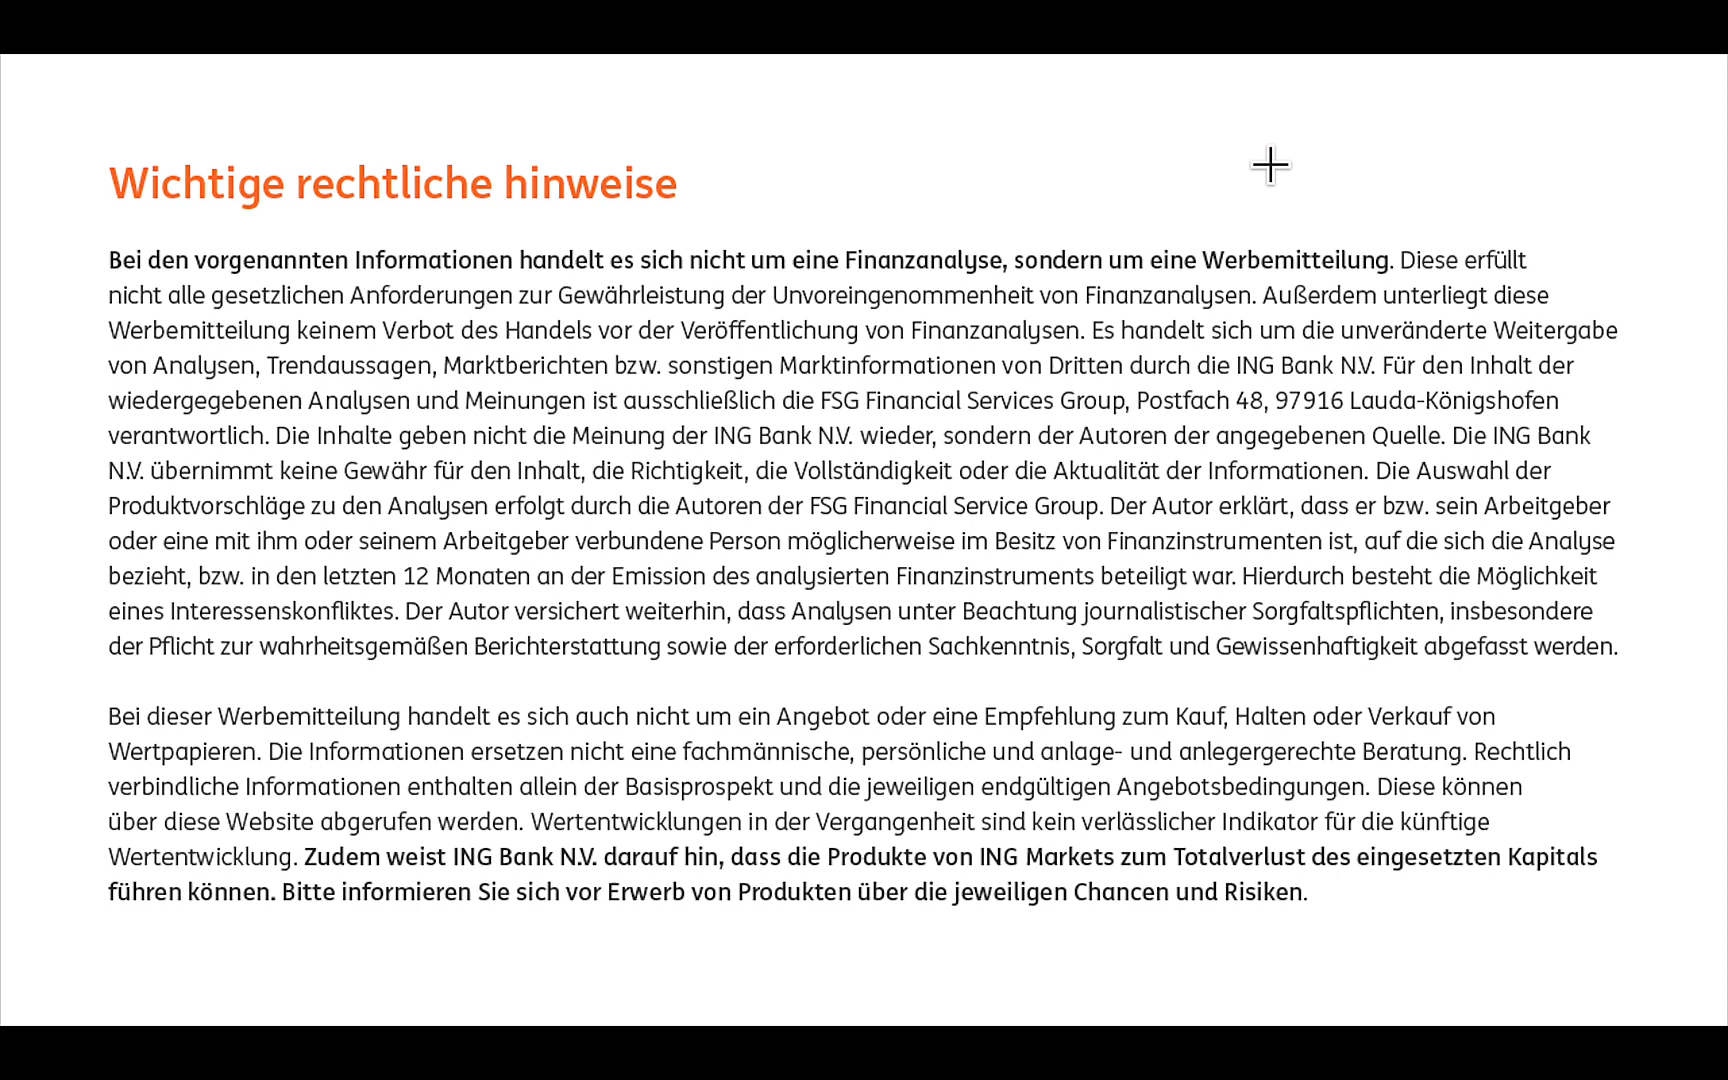 Wichtige rechtliche hinweise
Bei den vorgenannten Informationen handelt es sich nicht um eine Finanzanalyse, sondern um eine Werbemitteilung. Diese erfüllt
nicht alle gesetzlichen Anforderungen zur Gewährleistung der Unvoreingenommenheit von Finanzanalysen. Außerdem unterliegt diese
Werbemitteilung keinem Verbot des Handels vor der Veröffentlichung von Finanzanalysen. Es handelt sich um die unveränderte Weitergabe
von Analysen, Trendaussagen, Marktberichten bzw. sonstigen Marktinformationen von Dritten durch die ING Bank N.V. Für den Inhalt der
wiedergegebenen Analysen und Meinungen ist ausschließlich die FSG Financial Services Group, Postfach 48, 97916 Lauda-Königshofen
verantwortlich. Die Inhalte geben nicht die Meinung der ING Bank N.V. wieder, sondern der Autoren der angegebenen Quelle. Die ING Bank
N.V. übernimmt keine Gewähr für den Inhalt, die Richtigkeit, die Vollständigkeit oder die Aktualität der Informationen. Die Auswahl der
Produktvorschläge zu den Analysen erfolgt durch die Autoren der FSG Financial Service Group. Der Autor erklärt, dass er bzw. sein Arbeitgeber
oder eine mit ihm oder seinem Arbeitgeber verbundene Person möglicherweise im Besitz von Finanzinstrumenten ist, auf die sich die Analyse
bezieht, bzw. in den letzten 12 Monaten an der Emission des analysierten Finanzinstruments beteiligt war. Hierdurch besteht die Möglichkeit
eines Interessenskonfliktes. Der Autor versichert weiterhin, dass Analysen unter Beachtung journalistischer Sorgfaltspflichten, insbesondere
der Pflicht zur wahrheitsgemäßen Berichterstattung sowie der erforderlichen Sachkenntnis, Sorgfalt und Gewissenhaftigkeit abgefasst werden.
Bei dieser Werbemitteilung handelt es sich auch nicht um ein Angebot oder eine Empfehlung zum Kauf, Halten oder Verkauf von
Wertpapieren. Die Informationen ersetzen nicht eine fachmännische, persönliche und anlage- und anlegergerechte Beratung. Rechtlich
verbindliche Informationen enthalten allein der Basisprospekt und die jeweiligen endgültigen Angebotsbedingungen. Diese können
über diese Website abgerufen werden. Wertentwicklungen in der Vergangenheit sind kein verlässlicher Indikator für die künftige
Wertentwicklung. Zudem weist ING Bank N.V. darauf hin, dass die Produkte von ING Markets zum Totalverlust des eingesetzten Kapitals
führen können. Bitte informieren Sie sich vor Erwerb von Produkten über die jeweiligen Chancen und Risiken.